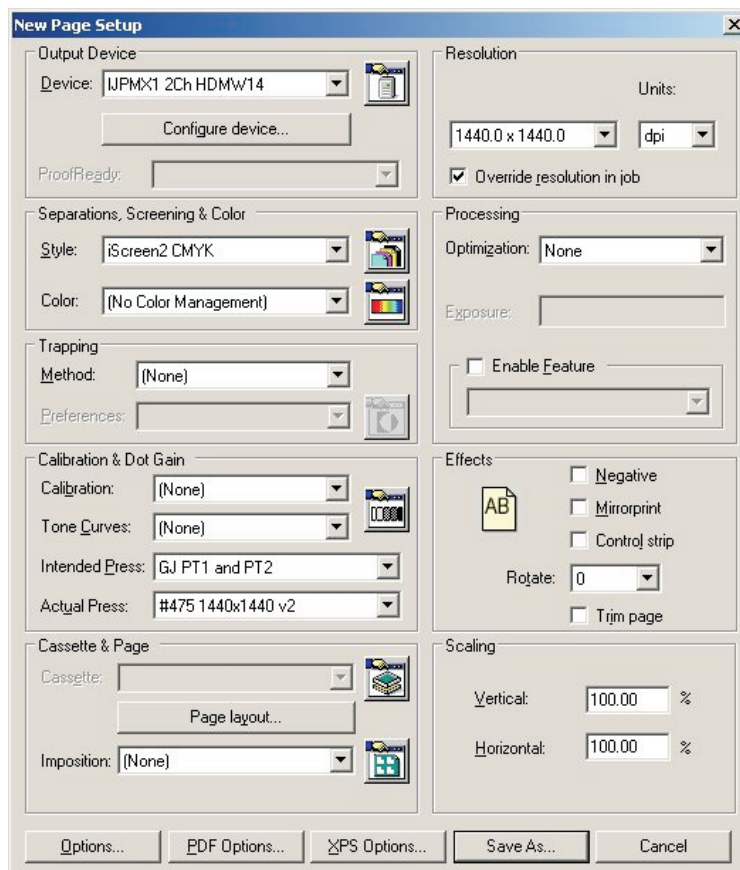 New Page Setup
Output Device
Device: IJPMX1 2Ch HDMW14
Configure device...
ProofReady:
Separations, Screening & Color
Style: iScreen2 CMYK
Color: (No Color Management)
Trapping
Method: (None)
Preferences:
Calibration & Dot Gain
Calibration: (None)
Tone Curves: (None)
Intended Press: GJ PT1 and PT2
Actual Press: #475 1440x1440 v2
Cassette & Page
Cassette:
Page layout...
Imposition: (None)
Resolution
Units:
1440.0 x 1440.0 dpi
Override resolution in job
Processing
Optimization: None
Exposure:
Enable Feature
Effects
AB
Negative
Mirrorprint
Control strip
Rotate: 0
Trim page
Scaling
Vertical: 100.00 %
Horizontal: 100.00 %
Options... PDF Options... XPS Options... Save As... Cancel